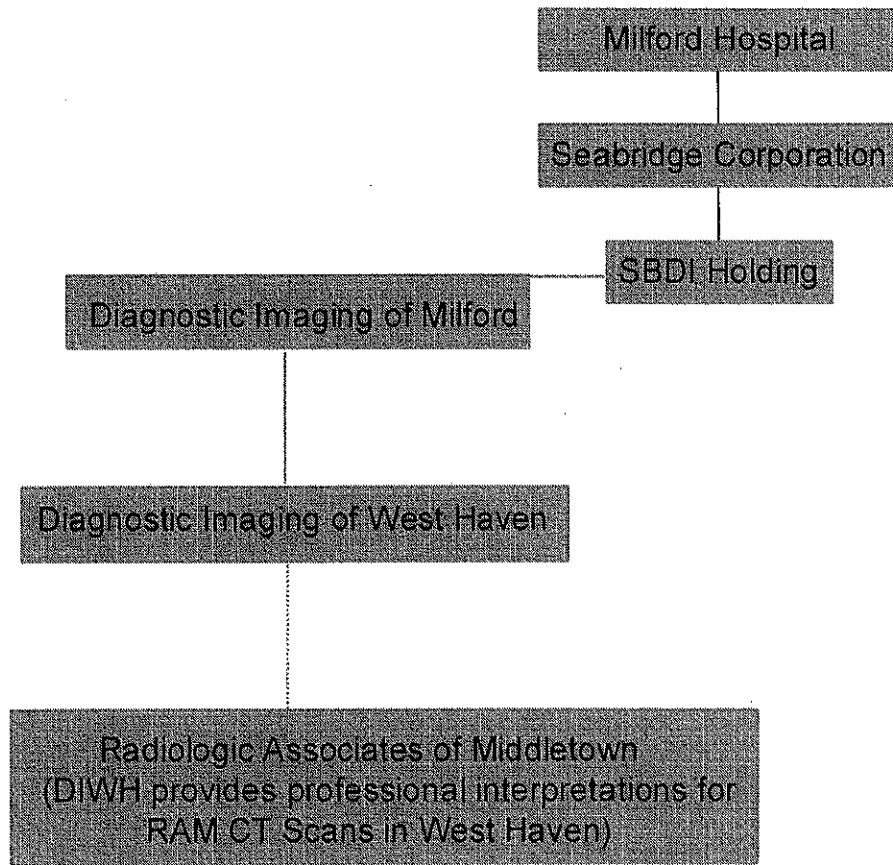 Milford Hospital
Seabridge Corporation
SBDI Holding
Diagnostic Imaging of Milford
Diagnostic Imaging of West Haven
Radiologic Associates of Middletown
(DIWH provides professional interpretations for
RAM CT Scans in West Haven)